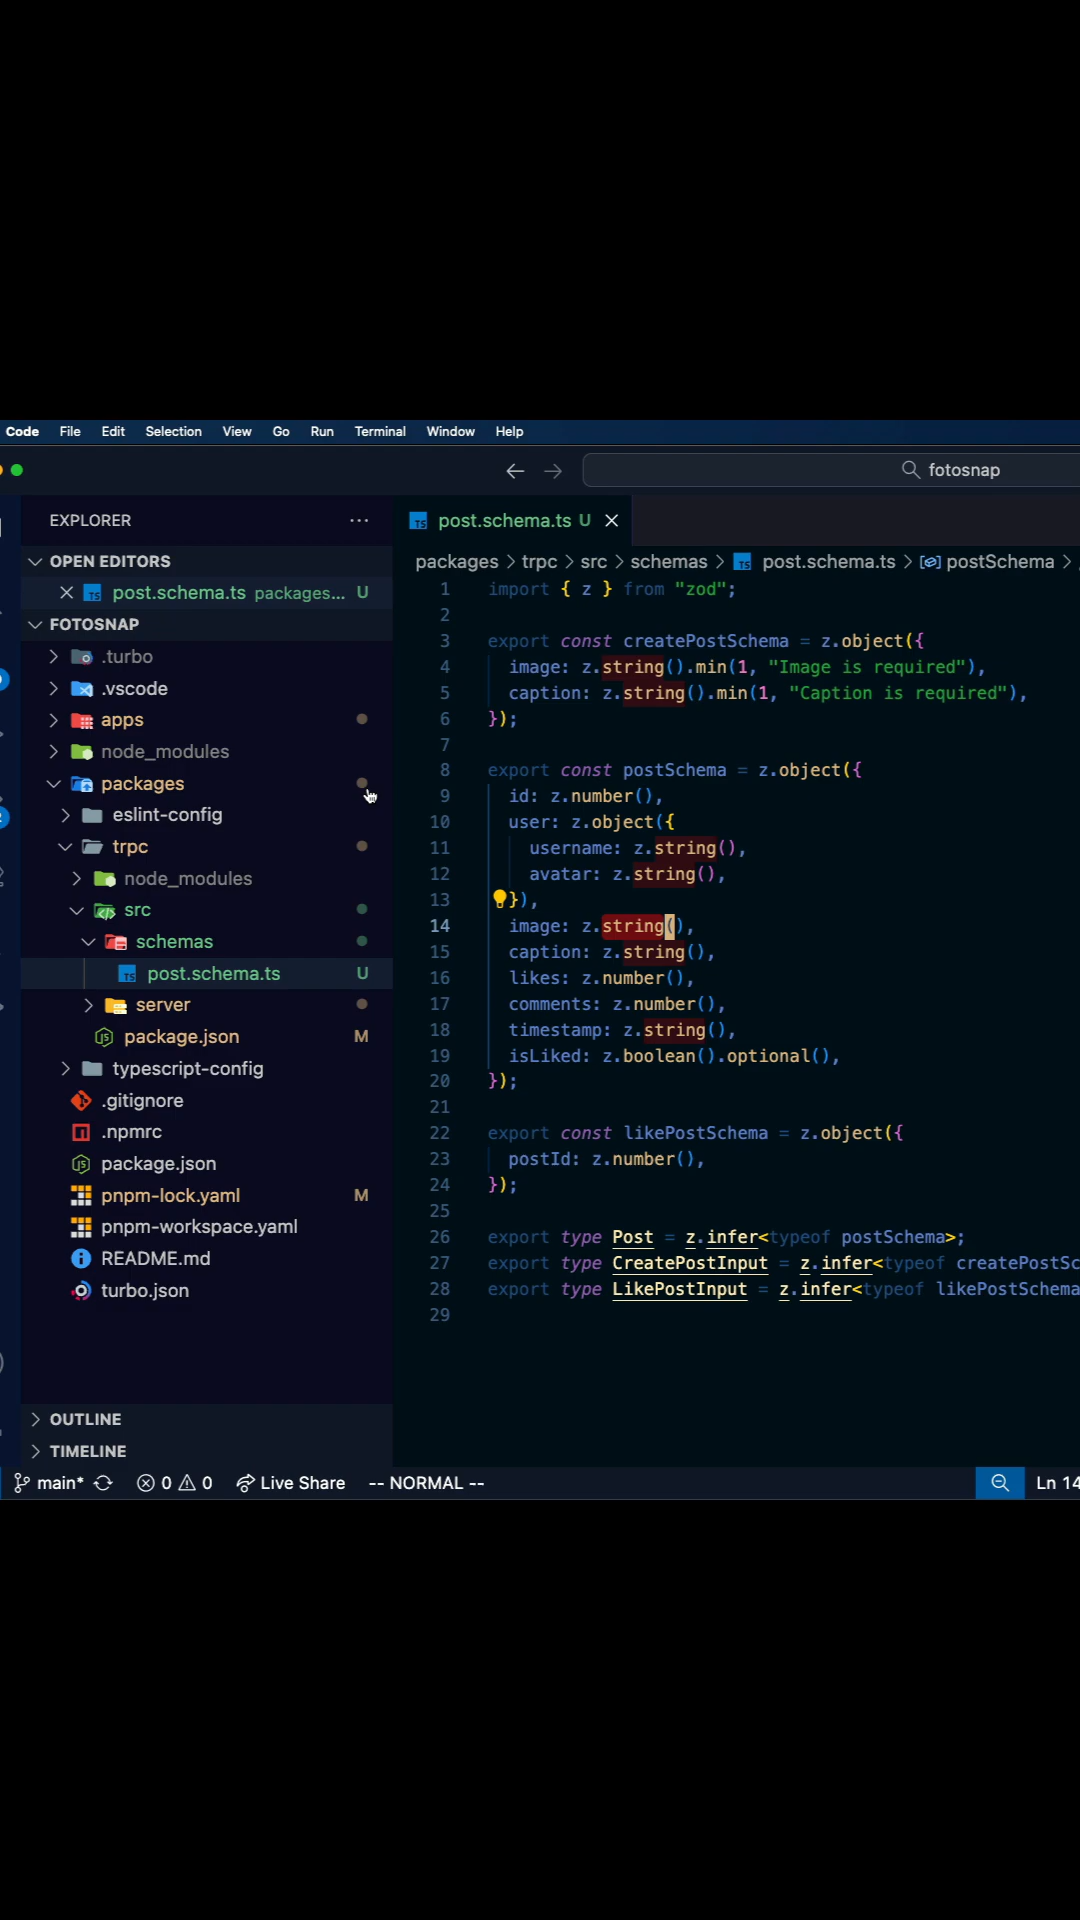 Code File Edit Selection View Go Run Terminal Window Help
fotosnap
EXPLORER
OPEN EDITORS
post.schema.ts packages... U
FOTOSNAP
.turbo
.vscode
apps
node_modules
packages
eslint-config
trpc
node_modules
src
schemas
post.schema.ts U
server
package.json M
typescript-config
.gitignore
.npmrc
package.json
pnpm-lock.yaml M
pnpm-workspace.yaml
README.md
turbo.json
OUTLINE
TIMELINE
post.schema.ts U
packages > trpc > src > schemas > post.schema.ts > postSchema >
1 import { z } from "zod";
2
3 export const createPostSchema = z.object({
4 image: z.string().min(1, "Image is required"),
5 caption: z.string().min(1, "Caption is required"),
6 });
7
8 export const postSchema = z.object({
9 id: z.number(),
10 user: z.object({
11 username: z.string(),
12 avatar: z.string(),
13 }),
14 image: z.string(),
15 caption: z.string(),
16 likes: z.number(),
17 comments: z.number(),
18 timestamp: z.string(),
19 isLiked: z.boolean().optional(),
20 });
21
22 export const likePostSchema = z.object({
23 postId: z.number(),
24 });
25
26 export type Post = z.infer<typeof postSchema>;
27 export type CreatePostInput = z.infer<typeof createPostSc
28 export type LikePostInput = z.infer<typeof likePostSchema
29
main* 0 0 Live Share -- NORMAL -- Ln 14